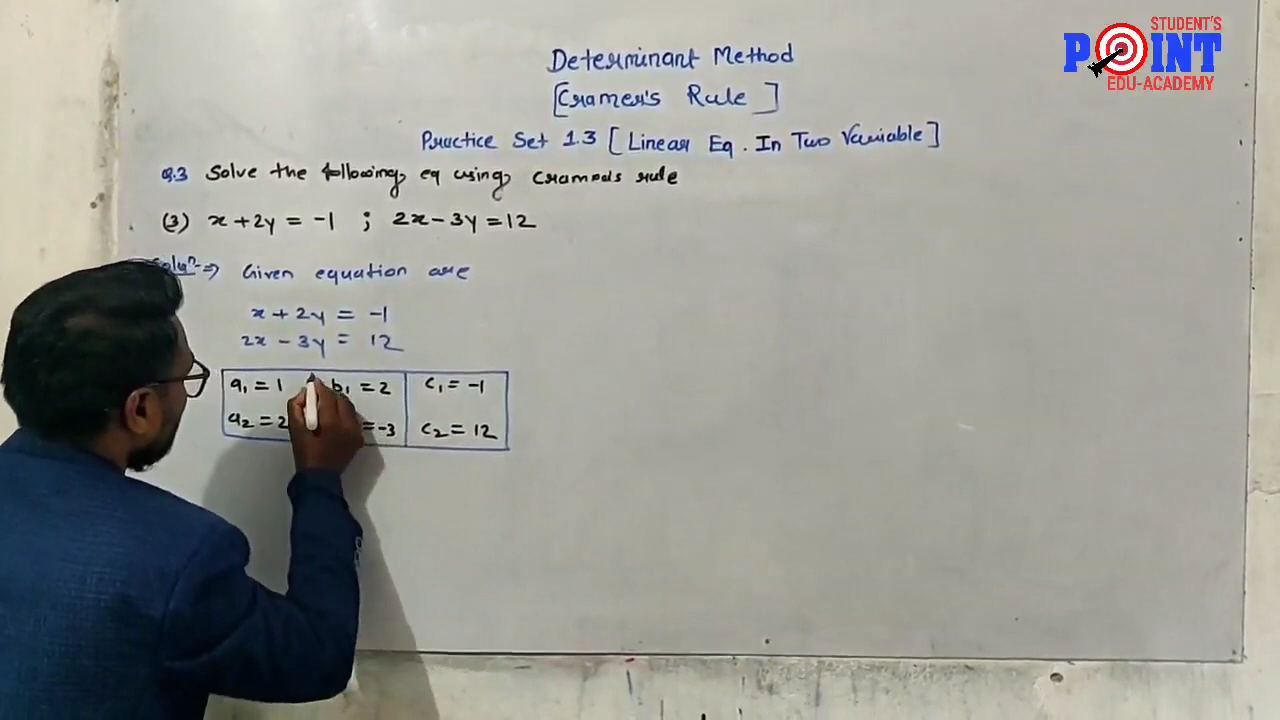 STUDENT'S
POINT
EDU-ACADEMY
Determinant Method
[Cramer's Rule]
Practice Set 1.3 [Linear Eq. In Two Variable]
Q.3 Solve the following eq using rule
(3) x + 2y = -1 ; 2x - 3y = 12
Soluⁿ ⇒ Given equation are
x + 2y = -1
2x - 3y = 12
a₁ = 1 b₁ = 2 c₁ = -1
a₂ = 2 = -3 c₂ = 12